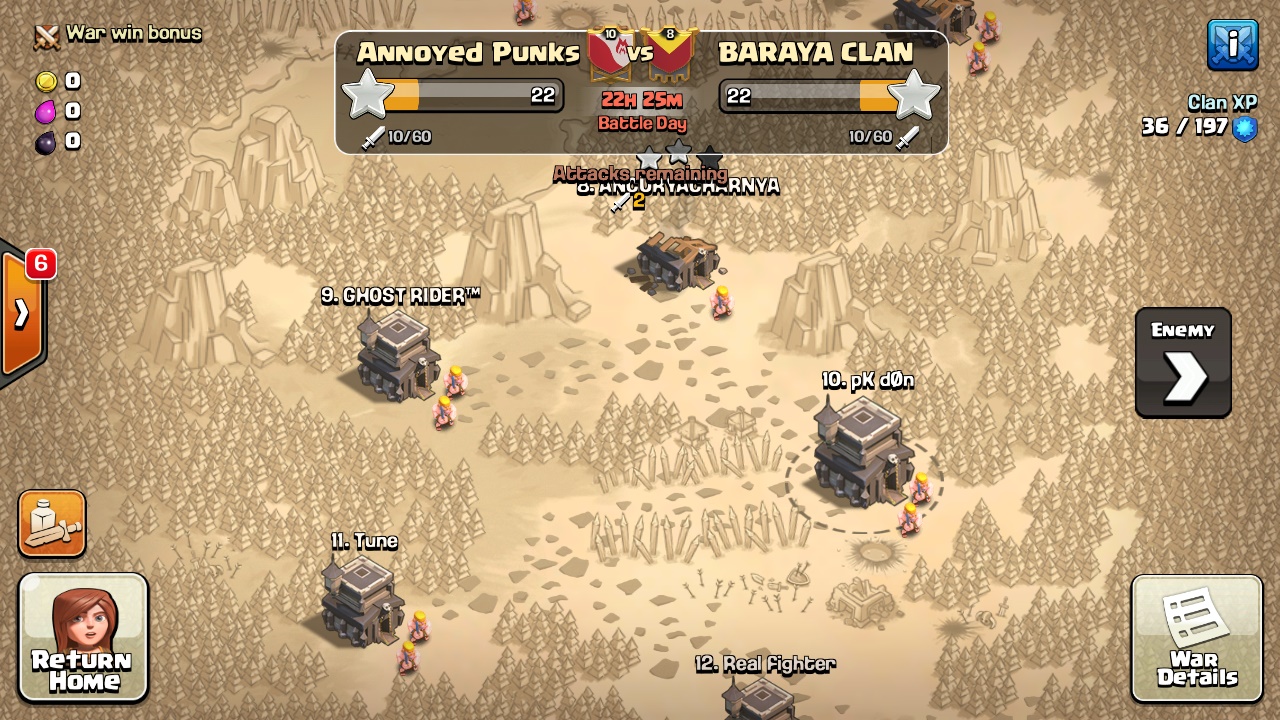 War win bonus
0
0
0
Annoyed Punks 10 vs 8 BARAYA CLAN
22 22h 25m 22
Battle Day
10/60 10/60
Clan XP
36 / 197
Attacks remaining
2
8.
9. GHOST RIDER™
6
Enemy
10. pK dØn
11. Tune
12. Real fighter
Return
Home
War
Details